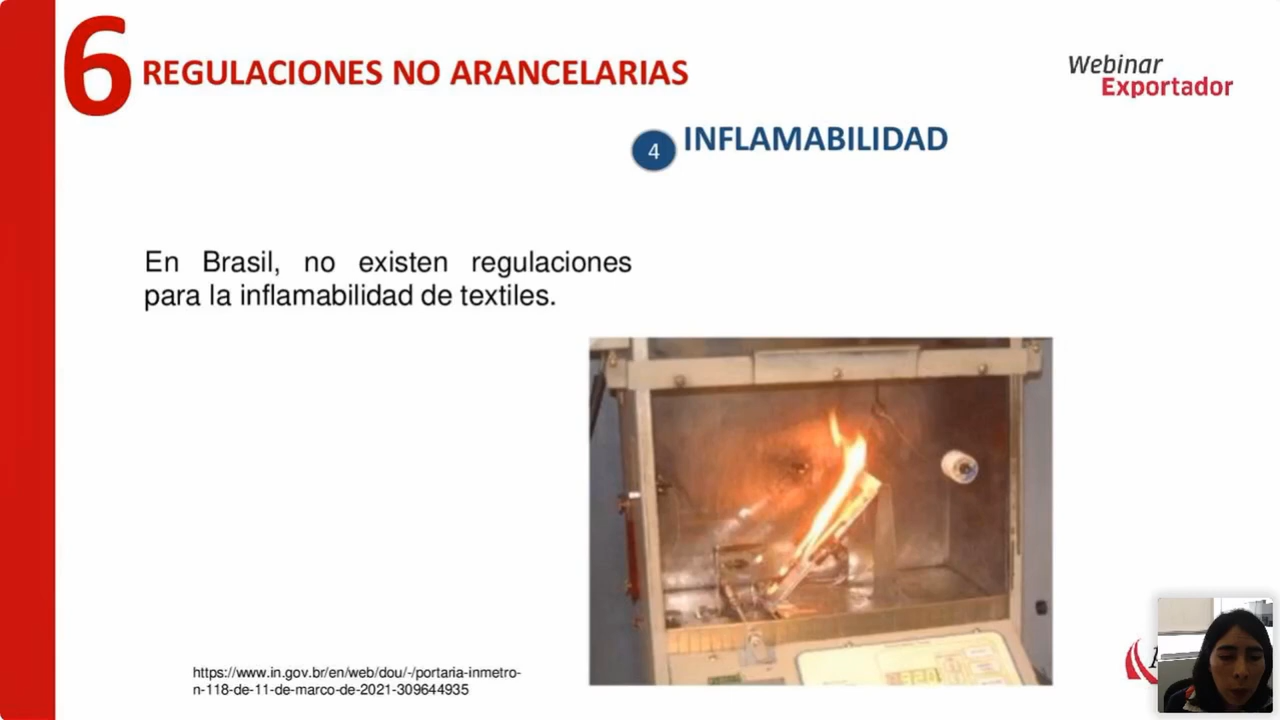 6 REGULACIONES NO ARANCELARIAS
Webinar
Exportador
4 INFLAMABILIDAD
En Brasil, no existen regulaciones
para la inflamabilidad de textiles.
https://www.in.gov.br/en/web/dou/-/portaria-inmetro-
n-118-de-11-de-marco-de-2021-309644935